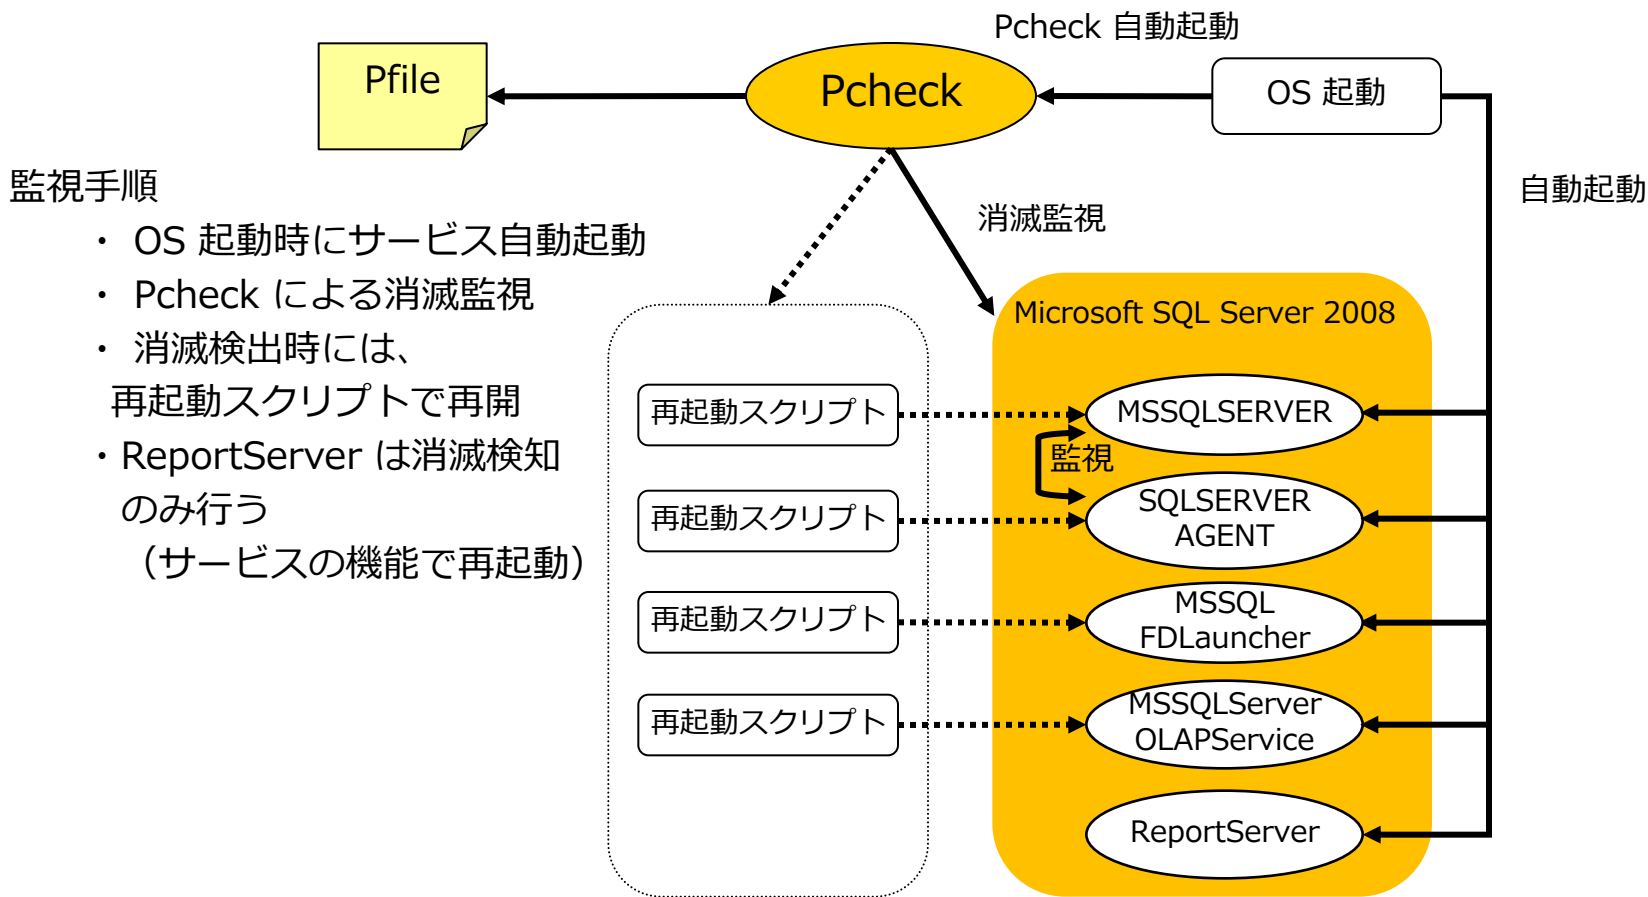 Pcheck 自動起動
Pfile
Pcheck
OS 起動
自動起動
監視手順
・ OS 起動時にサービス自動起動
・ Pcheck による消滅監視
・ 消滅検出時には、
再起動スクリプトで再開
・ReportServer は消滅検知
のみ行う
（サービスの機能で再起動）
消滅監視
Microsoft SQL Server 2008
再起動スクリプト
MSSQLSERVER
監視
再起動スクリプト
SQLSERVER
AGENT
再起動スクリプト
MSSQL
FDLauncher
再起動スクリプト
MSSQLServer
OLAPService
ReportServer